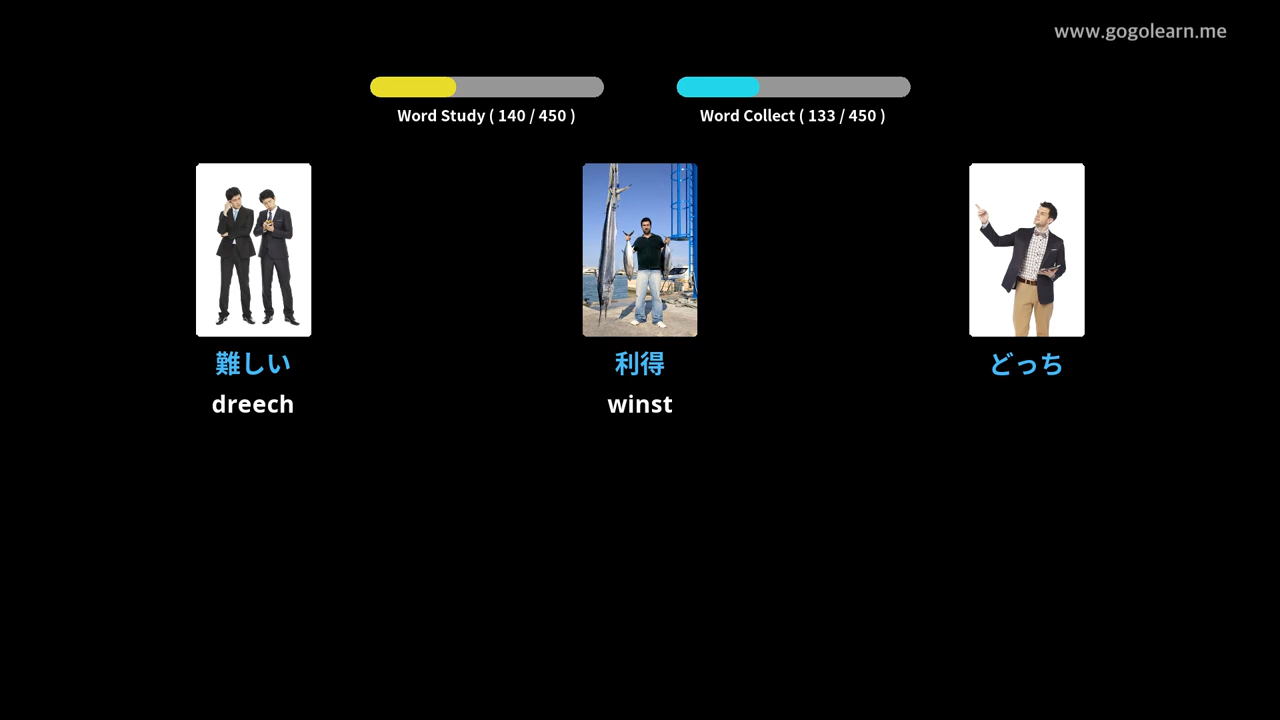 www.gogolearn.me
Word Study ( 140 / 450 )
Word Collect ( 133 / 450 )
難しい
利得
どっち
dreech
winst